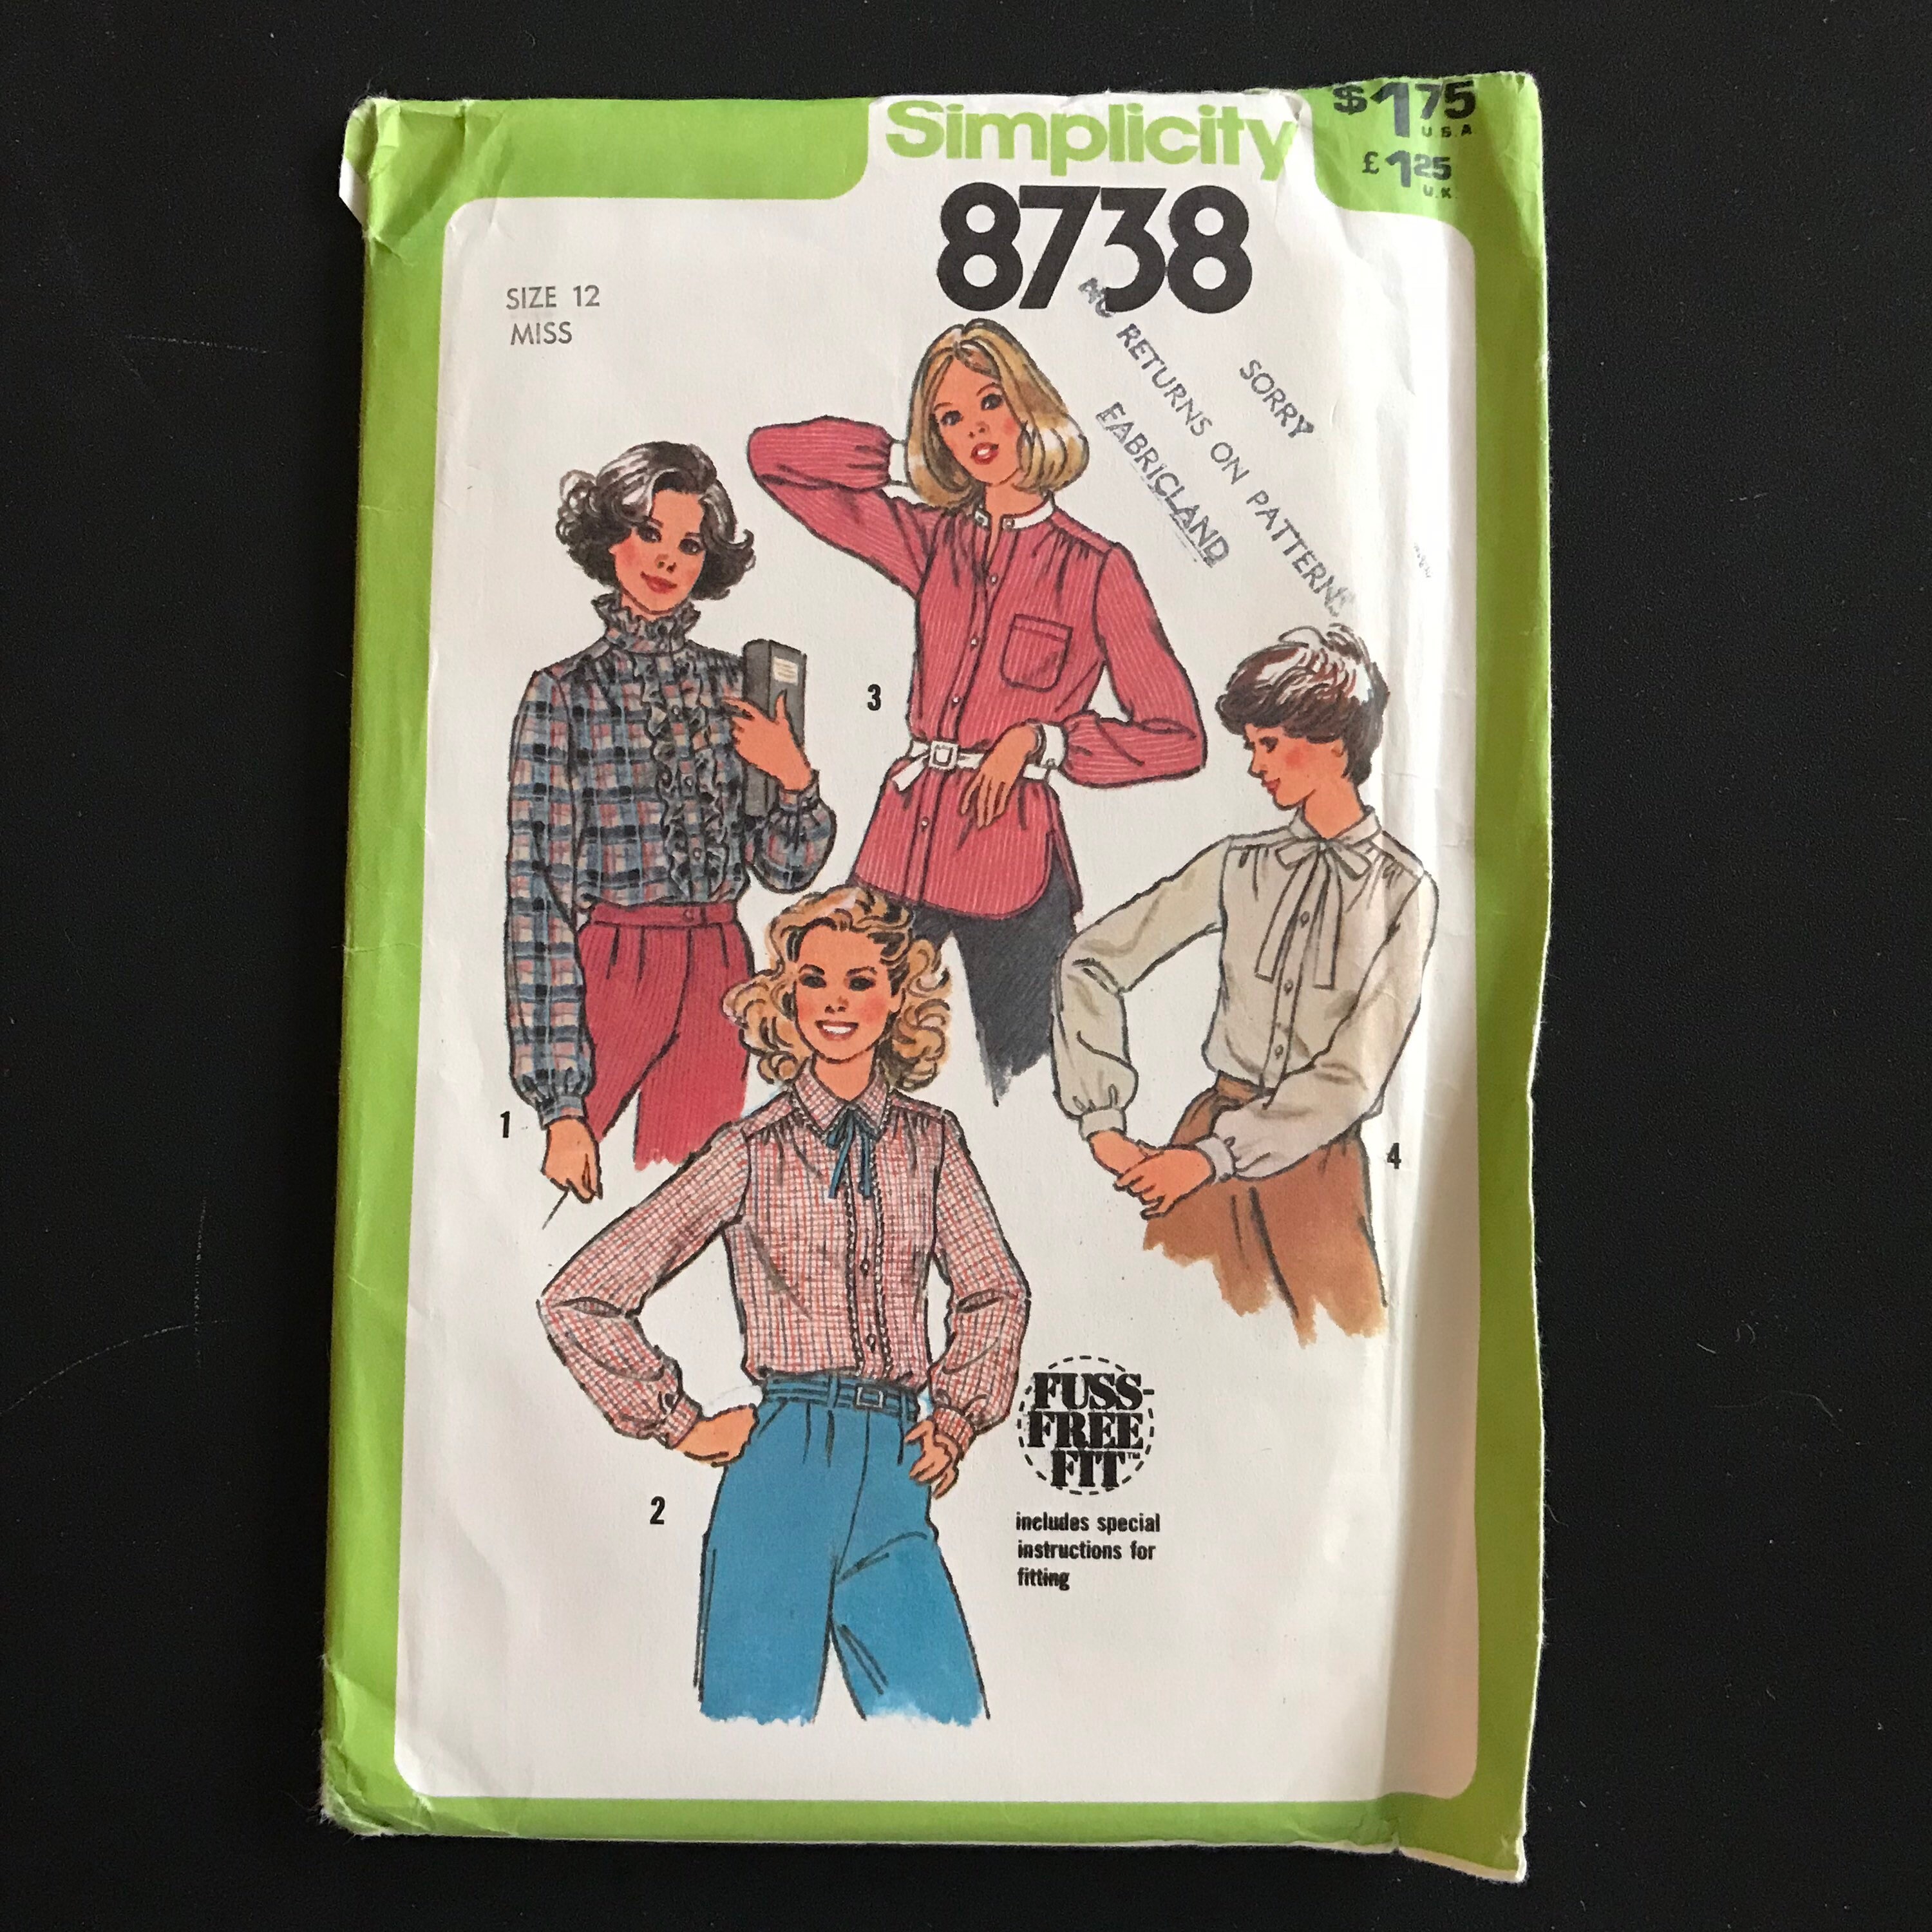 Simplicity
$1.75
U.S.A
£1.25
U.K.
8738
SIZE 12
MISS
SORRY
NO RETURNS ON PATTERNS
FABRICLAND
3
1
4
2
FUSS-
FREE
FIT™
includes special
instructions for
fitting